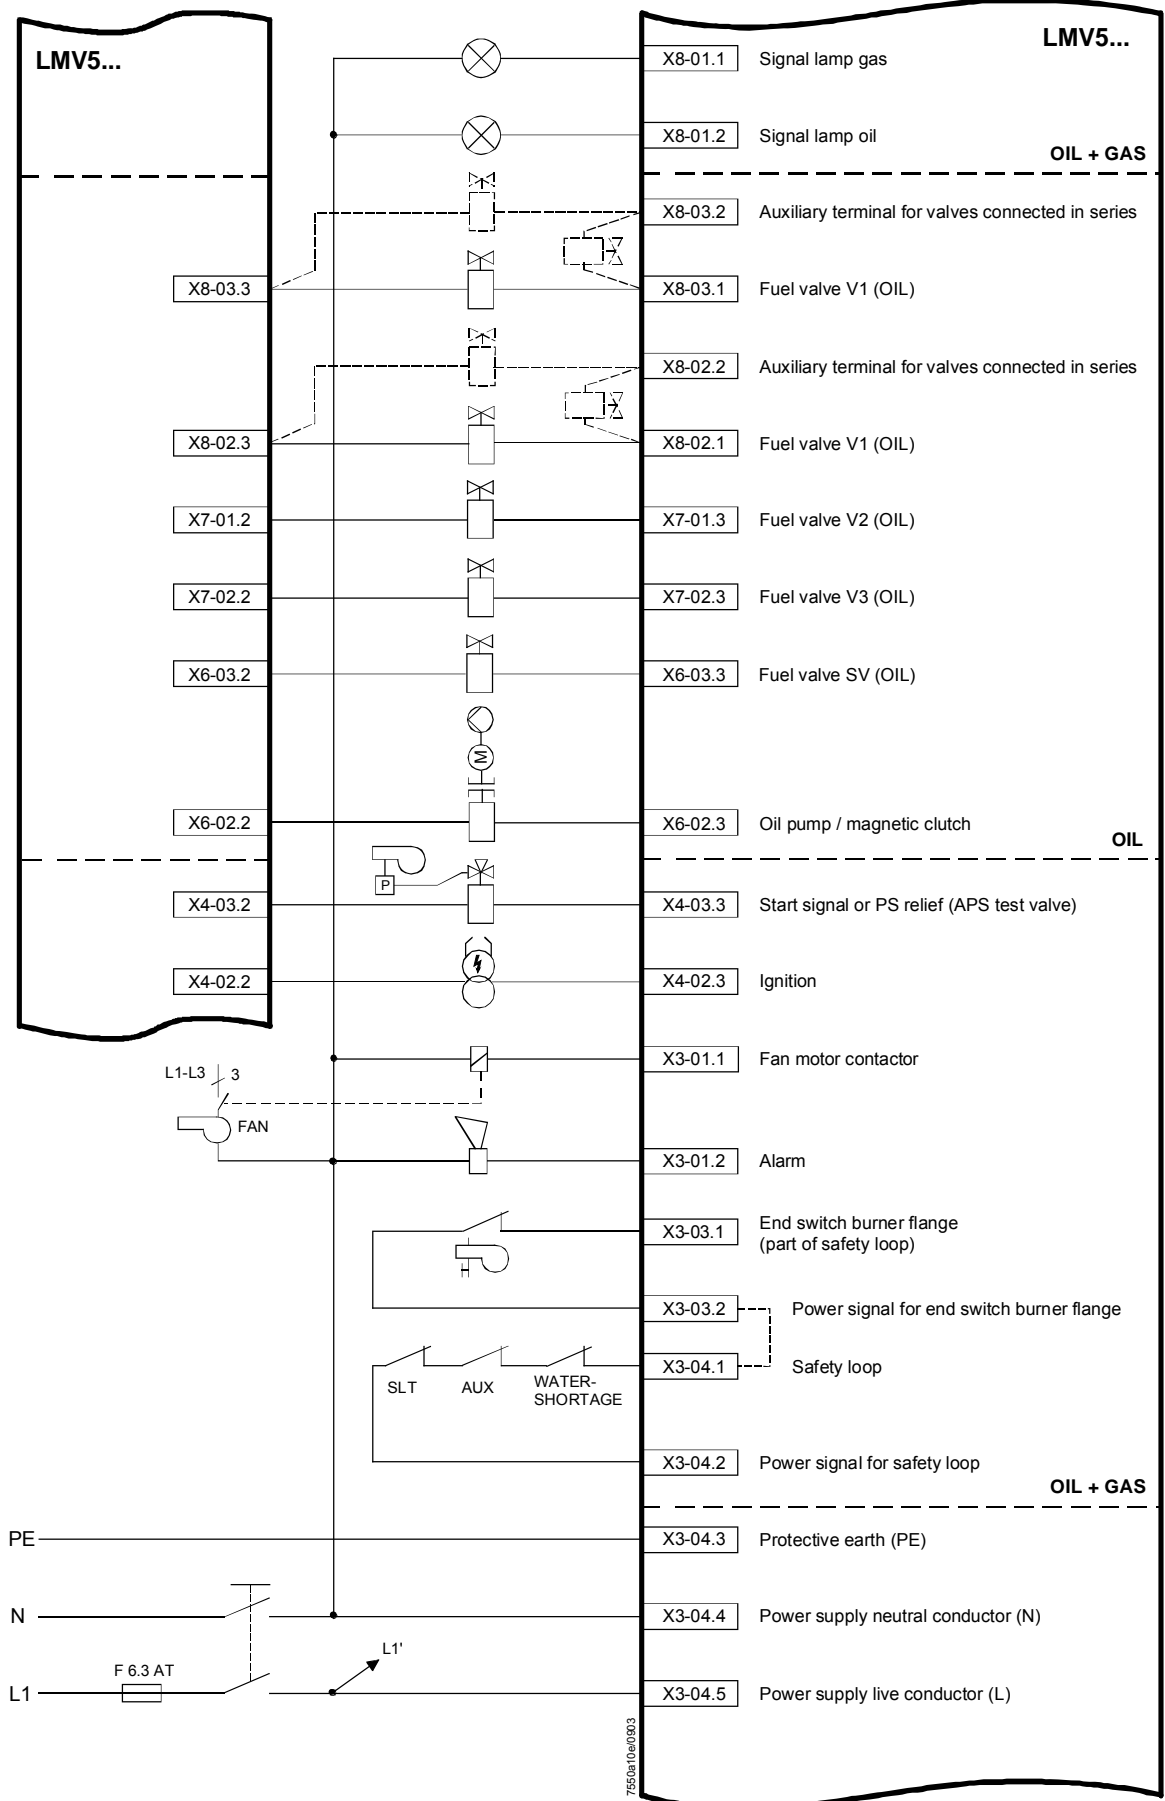 LMV5...
LMV5...
X8-01.1 Signal lamp gas
X8-01.2 Signal lamp oil
OIL + GAS
X8-03.2 Auxiliary terminal for valves connected in series
X8-03.3 X8-03.1 Fuel valve V1 (OIL)
X8-02.2 Auxiliary terminal for valves connected in series
X8-02.3 X8-02.1 Fuel valve V1 (OIL)
X7-01.2 X7-01.3 Fuel valve V2 (OIL)
X7-02.2 X7-02.3 Fuel valve V3 (OIL)
X6-03.2 X6-03.3 Fuel valve SV (OIL)
M
X6-02.2 X6-02.3 Oil pump / magnetic clutch
OIL
P
X4-03.2 X4-03.3 Start signal or PS relief (APS test valve)
X4-02.2 X4-02.3 Ignition
X3-01.1 Fan motor contactor
L1-L3 3
FAN
X3-01.2 Alarm
X3-03.1 End switch burner flange
(part of safety loop)
X3-03.2 Power signal for end switch burner flange
X3-04.1 Safety loop
SLT AUX WATER-
SHORTAGE
X3-04.2 Power signal for safety loop
OIL + GAS
PE X3-04.3 Protective earth (PE)
N X3-04.4 Power supply neutral conductor (N)
L1'
F 6.3 AT
L1 X3-04.5 Power supply live conductor (L)
7550a10e/0903